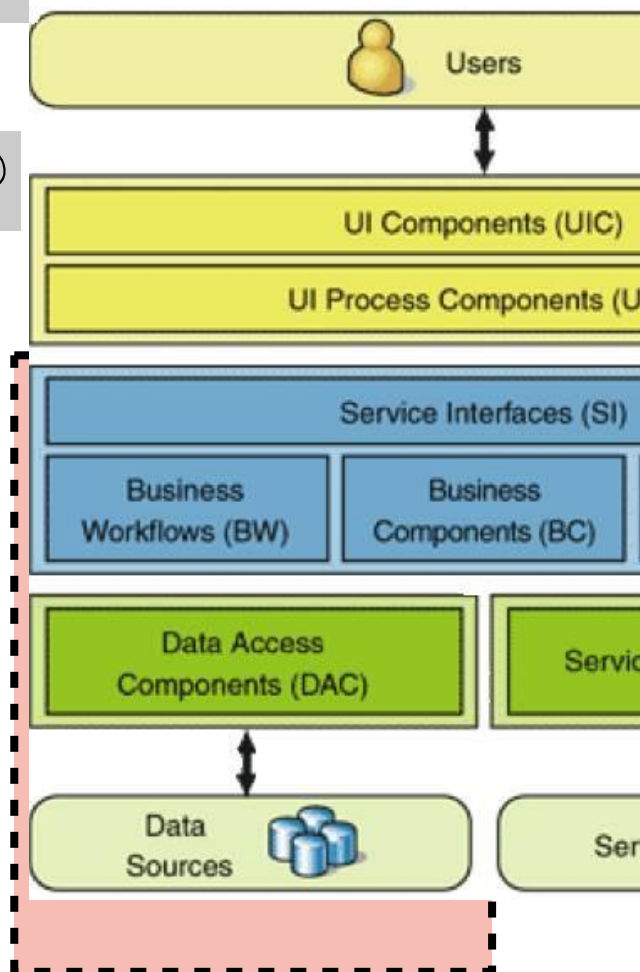 Users
)
UI Components (UIC)
UI Process Components (U
Service Interfaces (SI)
Business
Workflows (BW)
Business
Components (BC)
Data Access
Components (DAC)
Servic
Data
Sources
Ser